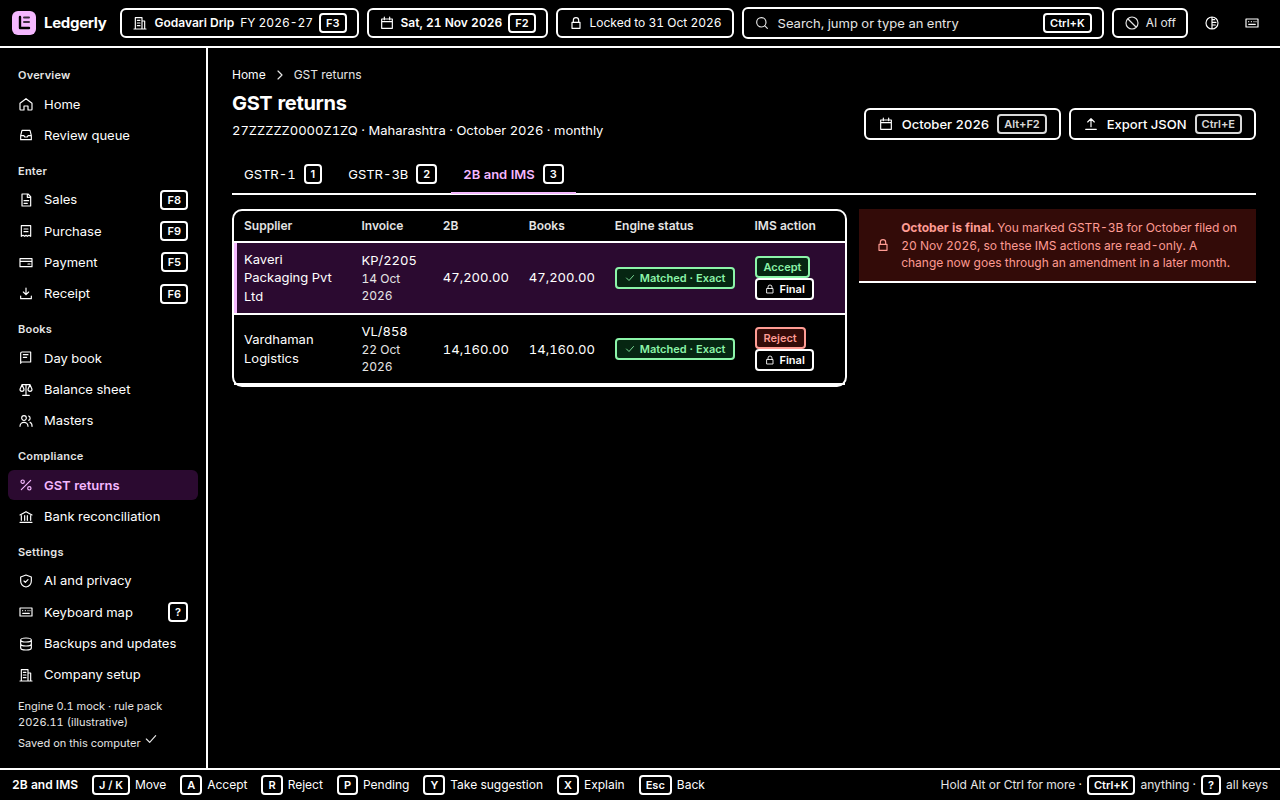 Ledgerly
Godavari Drip FY 2026-27 F3
Sat, 21 Nov 2026 F2
Locked to 31 Oct 2026
Search, jump or type an entry Ctrl+K
AI off
Overview
Home
Review queue
Enter
Sales F8
Purchase F9
Payment F5
Receipt F6
Books
Day book
Balance sheet
Masters
Compliance
GST returns
Bank reconciliation
Settings
AI and privacy
Keyboard map ?
Backups and updates
Company setup
Engine 0.1 mock · rule pack
2026.11 (illustrative)
Saved on this computer
Home > GST returns
GST returns
27ZZZZZ0000Z1ZQ · Maharashtra · October 2026 · monthly
October 2026 Alt+F2
Export JSON Ctrl+E
GSTR-1 1 GSTR-3B 2 2B and IMS 3
Supplier Invoice 2B Books Engine status IMS action
Kaveri
Packaging Pvt
Ltd
KP/2205
14 Oct
2026
47,200.00 47,200.00 Matched · Exact
Accept
Final
Vardhaman
Logistics
VL/858
22 Oct
2026
14,160.00 14,160.00 Matched · Exact
Reject
Final
October is final. You marked GSTR-3B for October filed on
20 Nov 2026, so these IMS actions are read-only. A
change now goes through an amendment in a later month.
2B and IMS J / K Move A Accept R Reject P Pending Y Take suggestion X Explain Esc Back
Hold Alt or Ctrl for more · Ctrl+K anything · ? all keys